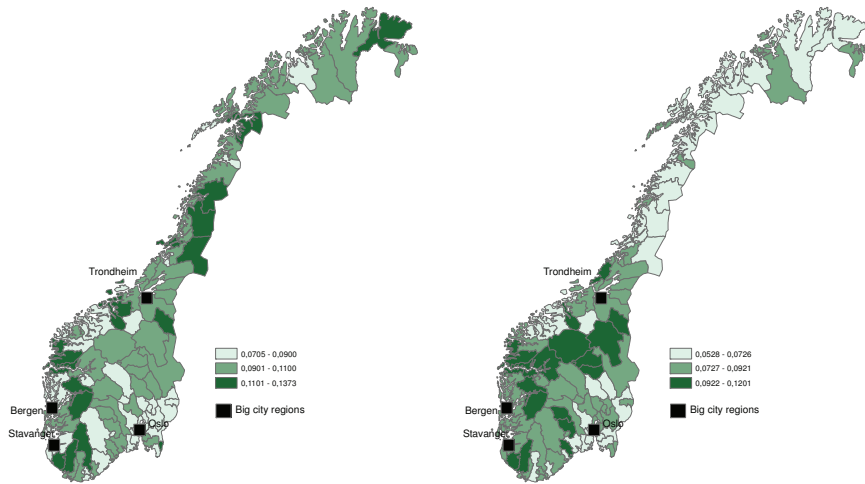 Trondheim
0,0705 - 0,0900
0,0901 - 0,1100
0,1101 - 0,1373
Big city regions
Bergen
Oslo
Stavanger
Trondheim
0,0528 - 0,0726
0,0727 - 0,0921
0,0922 - 0,1201
Big city regions
Bergen
Oslo
Stavanger